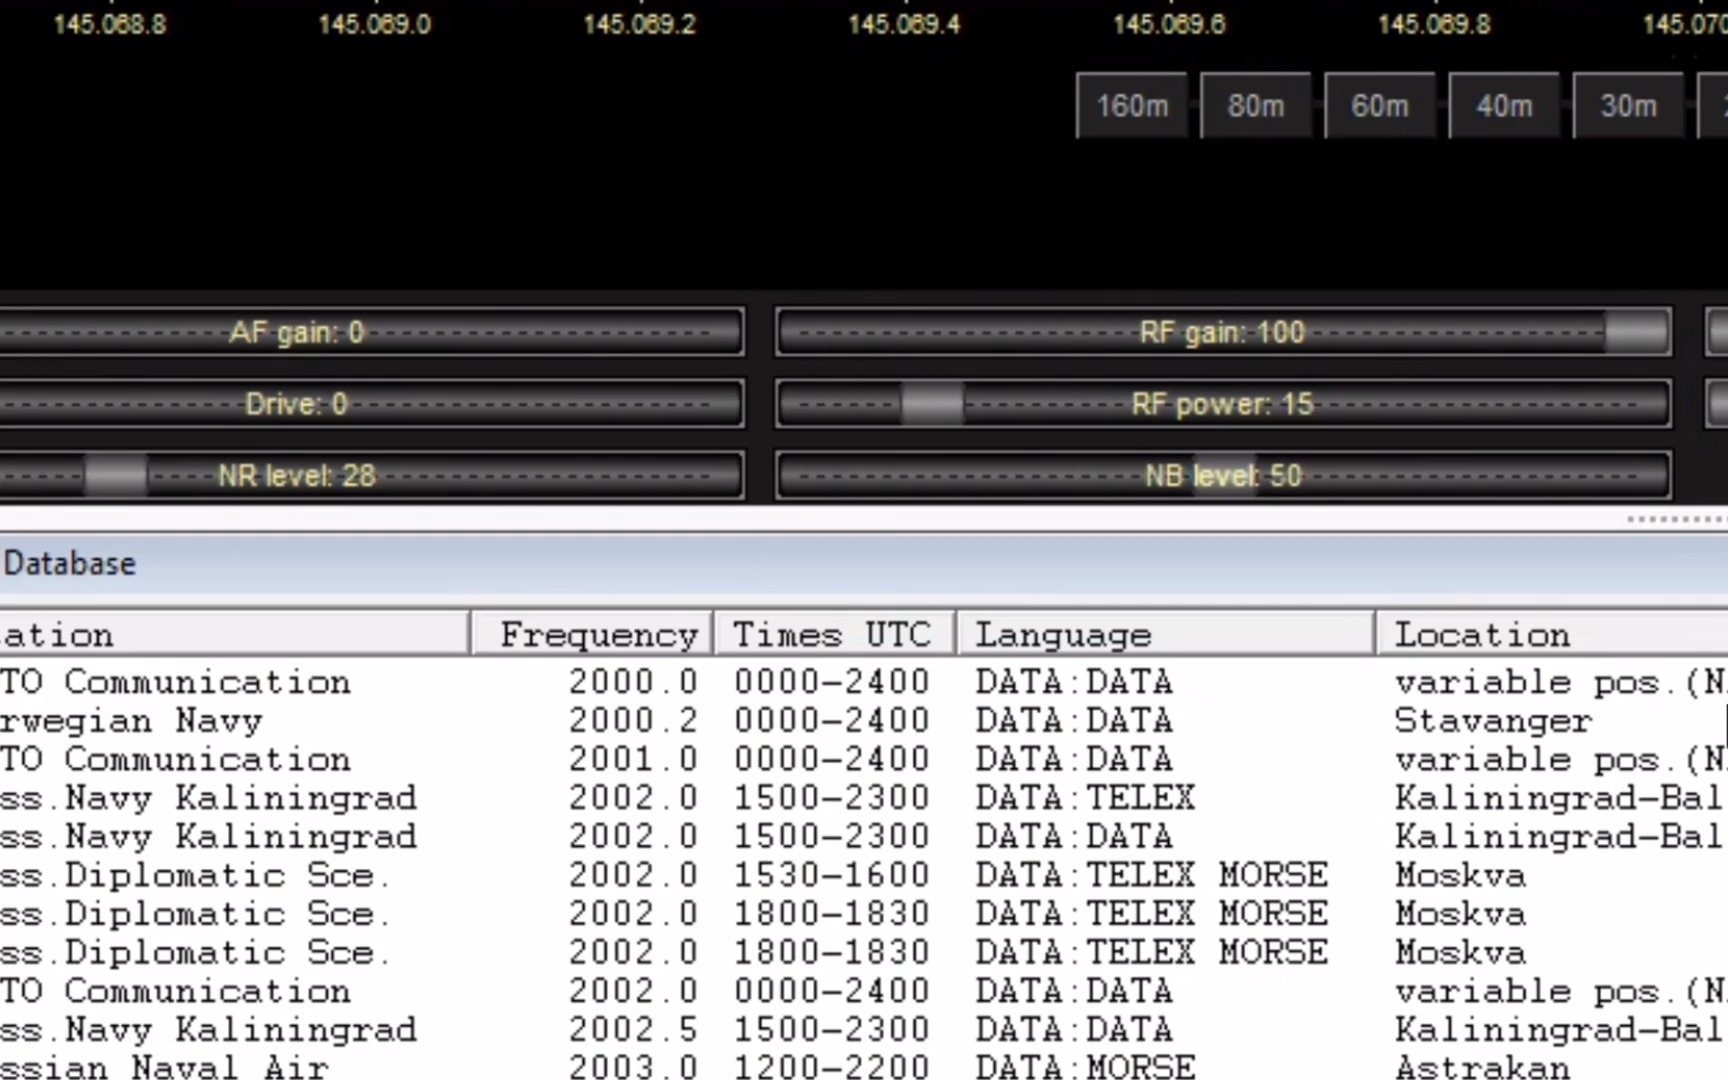 145.068.8 145.069.0 145.069.2 145.069.4 145.069.6 145.069.8 145.070
160m 80m 60m 40m 30m
AF gain: 0 RF gain: 100
Drive: 0 RF power: 15
NR level: 28 NB level: 50
Database
ation Frequency Times UTC Language Location
TO Communication 2000.0 0000-2400 DATA:DATA variable pos.(N
rwegian Navy 2000.2 0000-2400 DATA:DATA Stavanger
TO Communication 2001.0 0000-2400 DATA:DATA variable pos.(N
ss.Navy Kaliningrad 2002.0 1500-2300 DATA:TELEX Kaliningrad-Bal
ss.Navy Kaliningrad 2002.0 1500-2300 DATA:DATA Kaliningrad-Bal
ss.Diplomatic Sce. 2002.0 1530-1600 DATA:TELEX MORSE Moskva
ss.Diplomatic Sce. 2002.0 1800-1830 DATA:TELEX MORSE Moskva
ss.Diplomatic Sce. 2002.0 1800-1830 DATA:TELEX MORSE Moskva
TO Communication 2002.0 0000-2400 DATA:DATA variable pos.(N
ss.Navy Kaliningrad 2002.5 1500-2300 DATA:DATA Kaliningrad-Bal
ssian Naval Air 2003.0 1200-2200 DATA:MORSE Astrakan